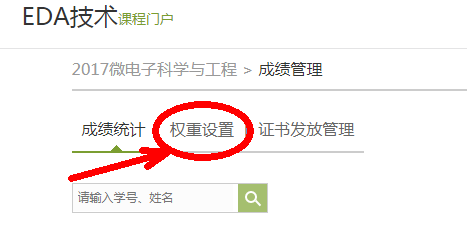 EDA技术课程门户
2017微电子科学与工程 > 成绩管理
成绩统计 权重设置 证书发放管理
请输入学号、姓名